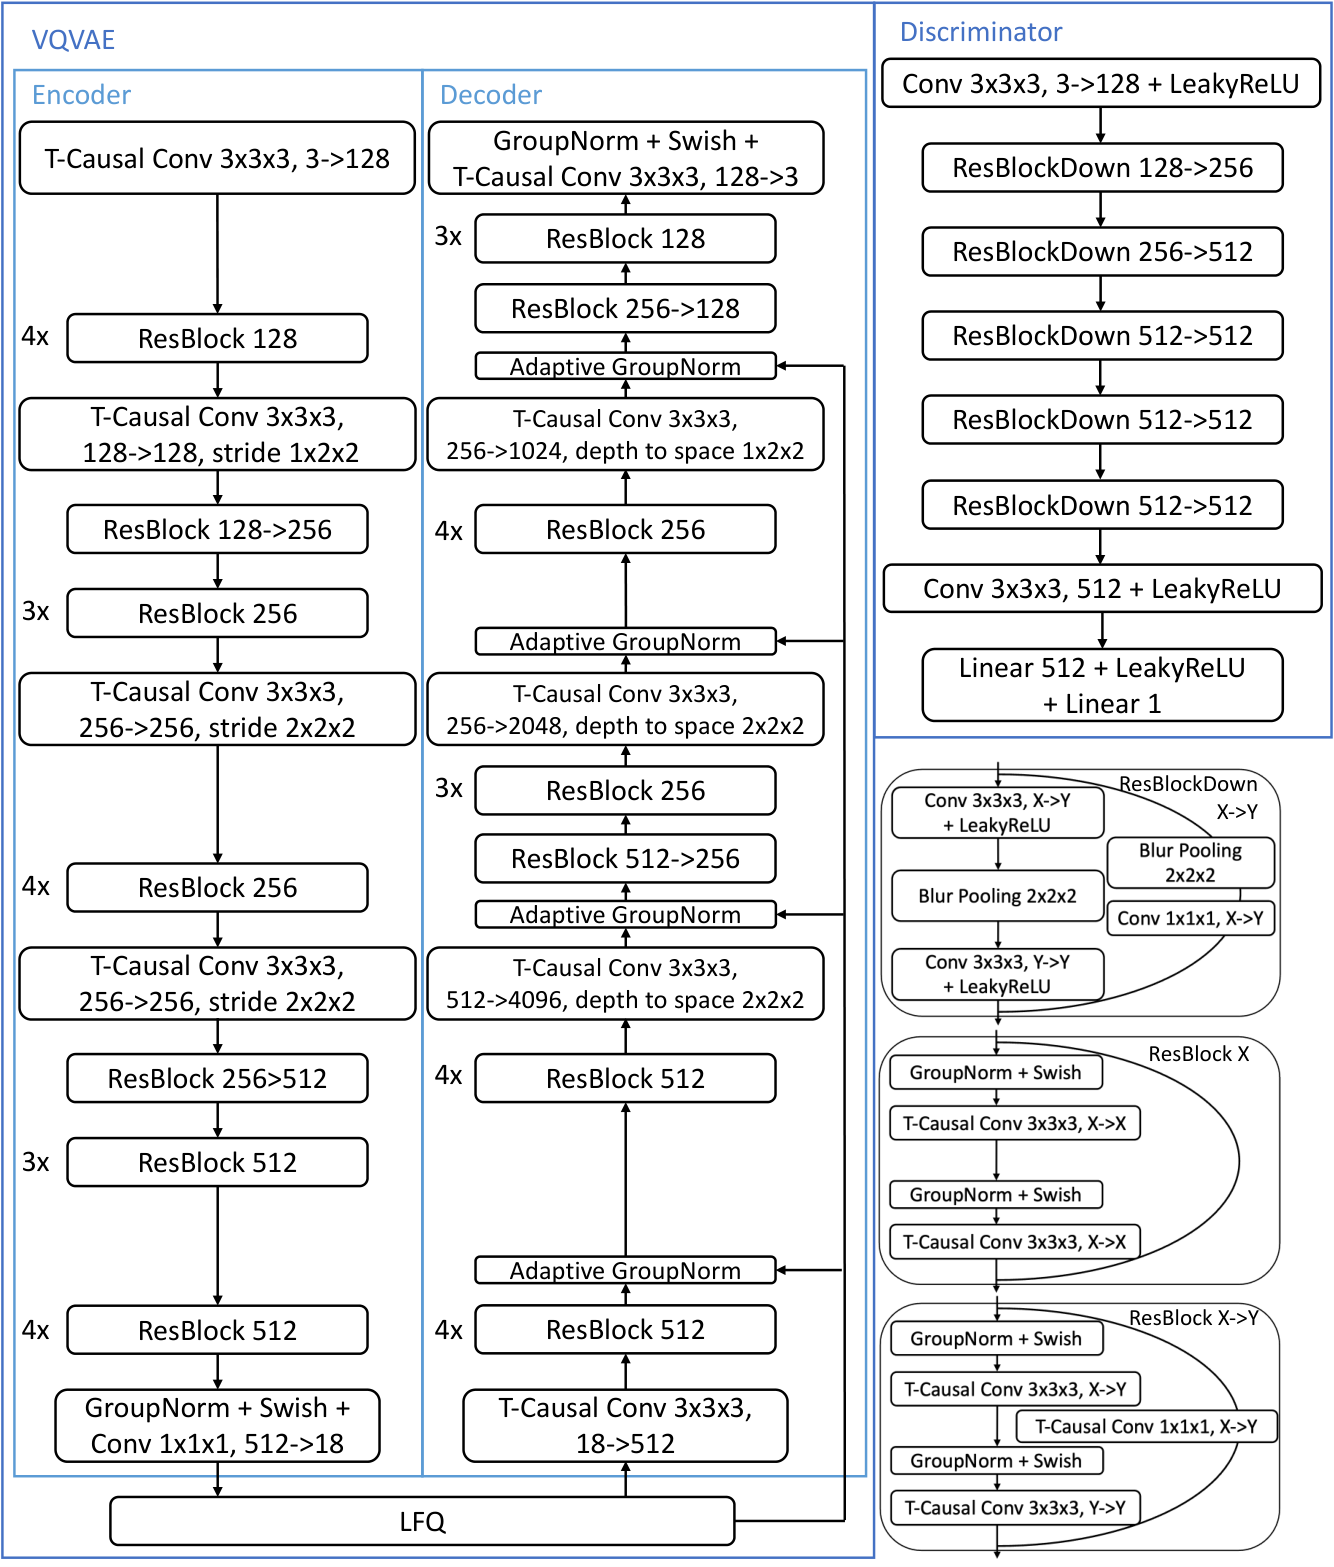 VQVAE
Encoder
T-Causal Conv 3x3x3, 3->128
4x
ResBlock 128
T-Causal Conv 3x3x3,
128->128, stride 1x2x2
ResBlock 128->256
3x
ResBlock 256
T-Causal Conv 3x3x3,
256->256, stride 2x2x2
4x
ResBlock 256
T-Causal Conv 3x3x3,
256->256, stride 2x2x2
ResBlock 256>512
3x
ResBlock 512
4x
ResBlock 512
GroupNorm + Swish +
Conv 1x1x1, 512->18
LFQ
Decoder
GroupNorm + Swish +
T-Causal Conv 3x3x3, 128->3
3x
ResBlock 128
ResBlock 256->128
Adaptive GroupNorm
T-Causal Conv 3x3x3,
256->1024, depth to space 1x2x2
4x
ResBlock 256
Adaptive GroupNorm
T-Causal Conv 3x3x3,
256->2048, depth to space 2x2x2
3x
ResBlock 256
ResBlock 512->256
Adaptive GroupNorm
T-Causal Conv 3x3x3,
512->4096, depth to space 2x2x2
4x
ResBlock 512
Adaptive GroupNorm
4x
ResBlock 512
T-Causal Conv 3x3x3,
18->512
Discriminator
Conv 3x3x3, 3->128 + LeakyReLU
ResBlockDown 128->256
ResBlockDown 256->512
ResBlockDown 512->512
ResBlockDown 512->512
ResBlockDown 512->512
Conv 3x3x3, 512 + LeakyReLU
Linear 512 + LeakyReLU
+ Linear 1
ResBlockDown
X->Y
Conv 3x3x3, X->Y
+ LeakyReLU
Blur Pooling 2x2x2
Conv 3x3x3, Y->Y
+ LeakyReLU
Blur Pooling
2x2x2
Conv 1x1x1, X->Y
ResBlock X
GroupNorm + Swish
T-Causal Conv 3x3x3, X->X
GroupNorm + Swish
T-Causal Conv 3x3x3, X->X
ResBlock X->Y
GroupNorm + Swish
T-Causal Conv 3x3x3, X->Y
T-Causal Conv 1x1x1, X->Y
GroupNorm + Swish
T-Causal Conv 3x3x3, Y->Y